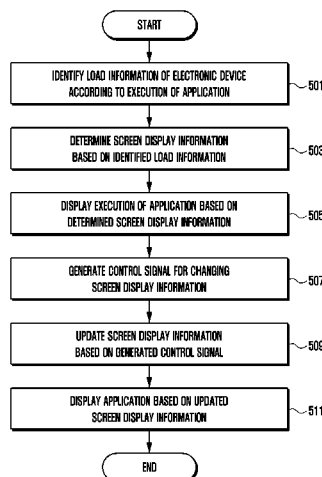 START
IDENTIFY LOAD INFORMATION OF ELECTRONIC DEVICE
ACCORDING TO EXECUTION OF APPLICATION
501
DETERMINE SCREEN DISPLAY INFORMATION
BASED ON IDENTIFIED LOAD INFORMATION
503
DISPLAY EXECUTION OF APPLICATION BASED ON
DETERMINED SCREEN DISPLAY INFORMATION
505
GENERATE CONTROL SIGNAL FOR CHANGING
SCREEN DISPLAY INFORMATION
507
UPDATE SCREEN DISPLAY INFORMATION
BASED ON GENERATED CONTROL SIGNAL
509
DISPLAY APPLICATION BASED ON UPDATED
SCREEN DISPLAY INFORMATION
511
END